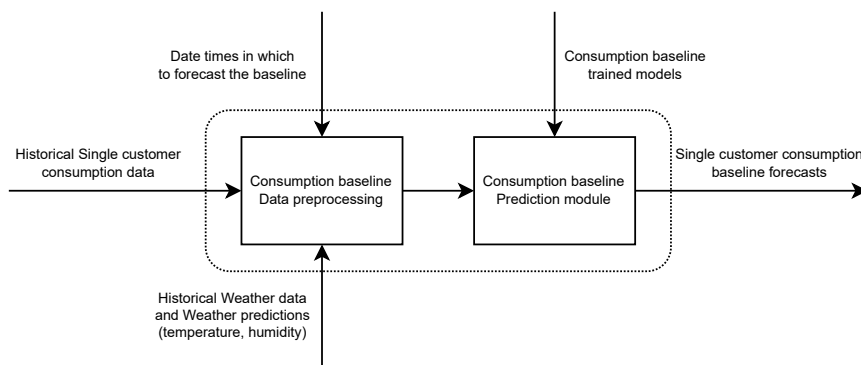 Date times in which
to forecast the baseline
Consumption baseline
trained models
Historical Single customer
consumption data
Consumption baseline
Data preprocessing
Consumption baseline
Prediction module
Single customer consumption
baseline forecasts
Historical Weather data
and Weather predictions
(temperature, humidity)